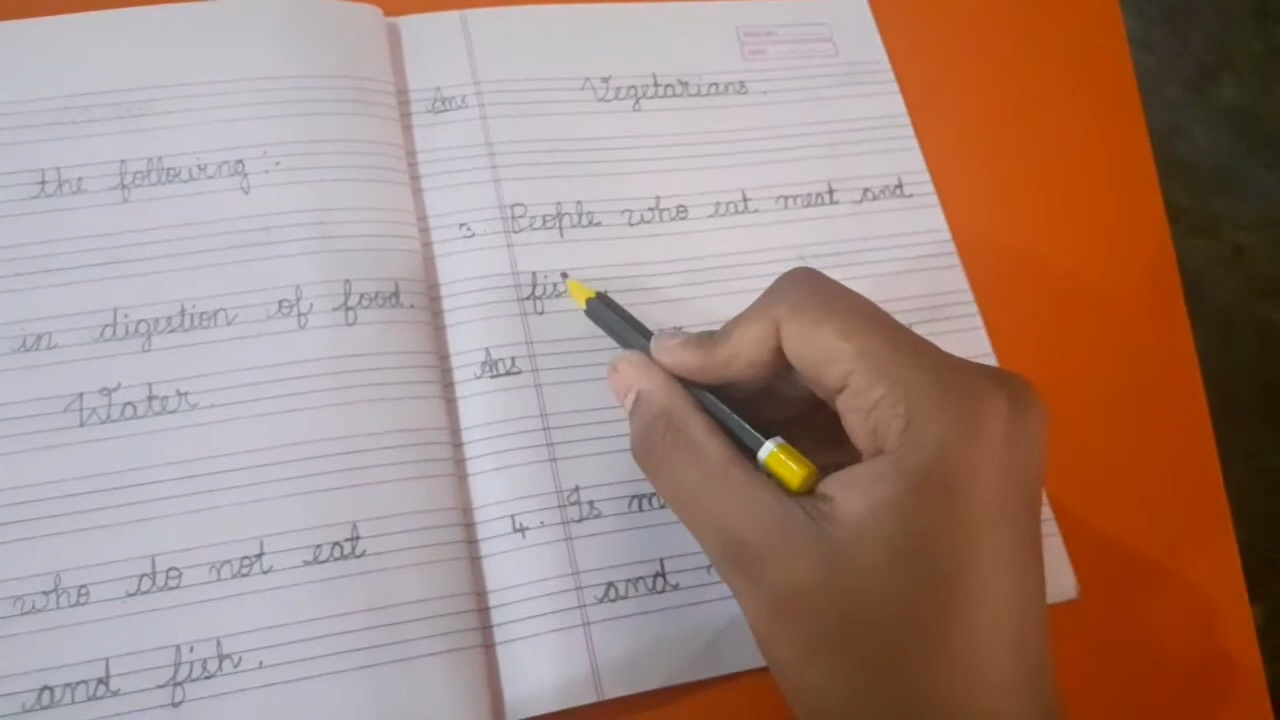 the following :-
in digestion of food.
Water
who do not eat
and fish.
Ans Vegetarians.
3. People who eat meat and
Ans
4. Is
and